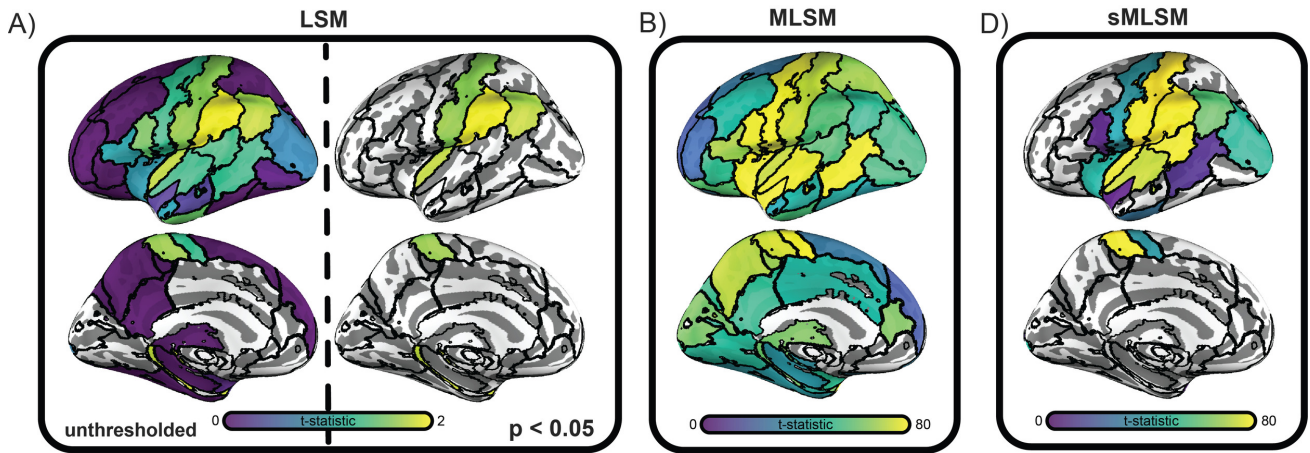 A)
LSM
unthresholded
0
t-statistic
2
p < 0.05
B)
MLSM
0
t-statistic
80
D)
sMLSM
0
t-statistic
80